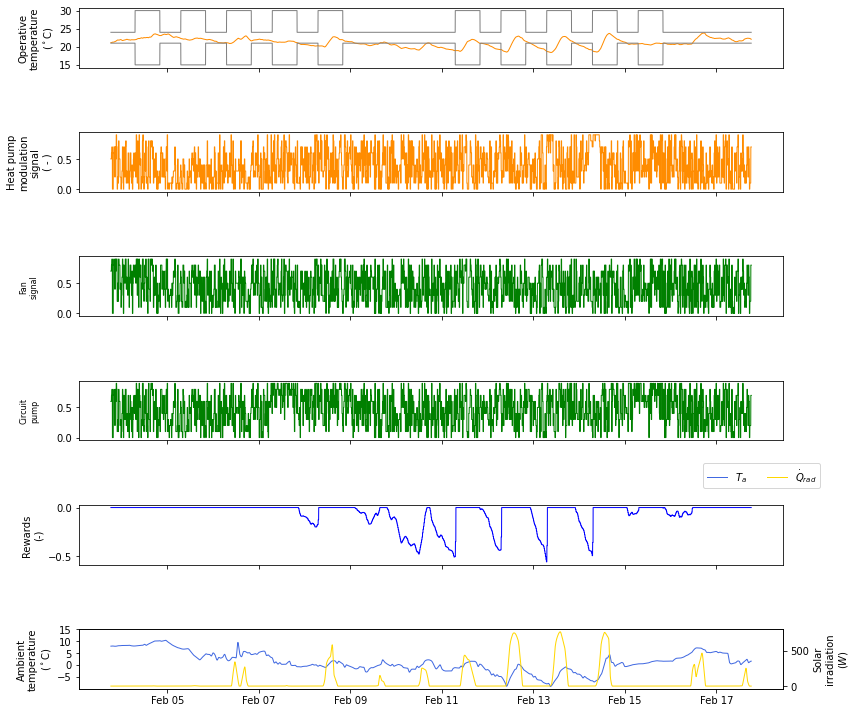 Operative
temperature
(°C)
30
25
20
15
Heat pump
modulation
signal
( - )
0.5
0.0
Fan
signal
0.5
0.0
Circuit
pump
0.5
0.0
T_a
Q̇_rad
Rewards
(-)
0.0
−0.5
Ambient
temperature
(°C)
15
10
5
0
−5
500
0
Solar
irradiation
(W)
Feb 05 Feb 07 Feb 09 Feb 11 Feb 13 Feb 15 Feb 17